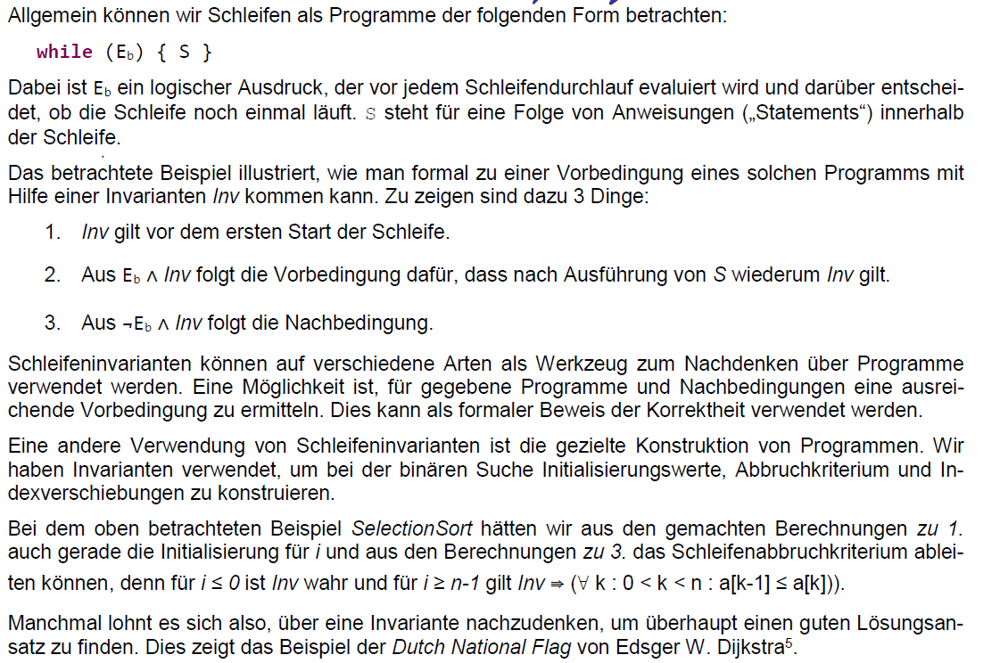 Allgemein können wir Schleifen als Programme der folgenden Form betrachten:
while (E_b) { S }
Dabei ist E_b ein logischer Ausdruck, der vor jedem Schleifendurchlauf evaluiert wird und darüber entschei-
det, ob die Schleife noch einmal läuft. S steht für eine Folge von Anweisungen („Statements“) innerhalb
der Schleife.
Das betrachtete Beispiel illustriert, wie man formal zu einer Vorbedingung eines solchen Programms mit
Hilfe einer Invarianten Inv kommen kann. Zu zeigen sind dazu 3 Dinge:
1. Inv gilt vor dem ersten Start der Schleife.
2. Aus E_b ∧ Inv folgt die Vorbedingung dafür, dass nach Ausführung von S wiederum Inv gilt.
3. Aus ¬E_b ∧ Inv folgt die Nachbedingung.
Schleifeninvarianten können auf verschiedene Arten als Werkzeug zum Nachdenken über Programme
verwendet werden. Eine Möglichkeit ist, für gegebene Programme und Nachbedingungen eine ausrei-
chende Vorbedingung zu ermitteln. Dies kann als formaler Beweis der Korrektheit verwendet werden.
Eine andere Verwendung von Schleifeninvarianten ist die gezielte Konstruktion von Programmen. Wir
haben Invarianten verwendet, um bei der binären Suche Initialisierungswerte, Abbruchkriterium und In-
dexverschiebungen zu konstruieren.
Bei dem oben betrachteten Beispiel SelectionSort hätten wir aus den gemachten Berechnungen zu 1.
auch gerade die Initialisierung für i und aus den Berechnungen zu 3. das Schleifenabbruchkriterium ablei-
ten können, denn für i ≤ 0 ist Inv wahr und für i ≥ n-1 gilt Inv ⇒ (∀ k : 0 < k < n : a[k-1] ≤ a[k])).
Manchmal lohnt es sich also, über eine Invariante nachzudenken, um überhaupt einen guten Lösungsan-
satz zu finden. Dies zeigt das Beispiel der Dutch National Flag von Edsger W. Dijkstra⁵.